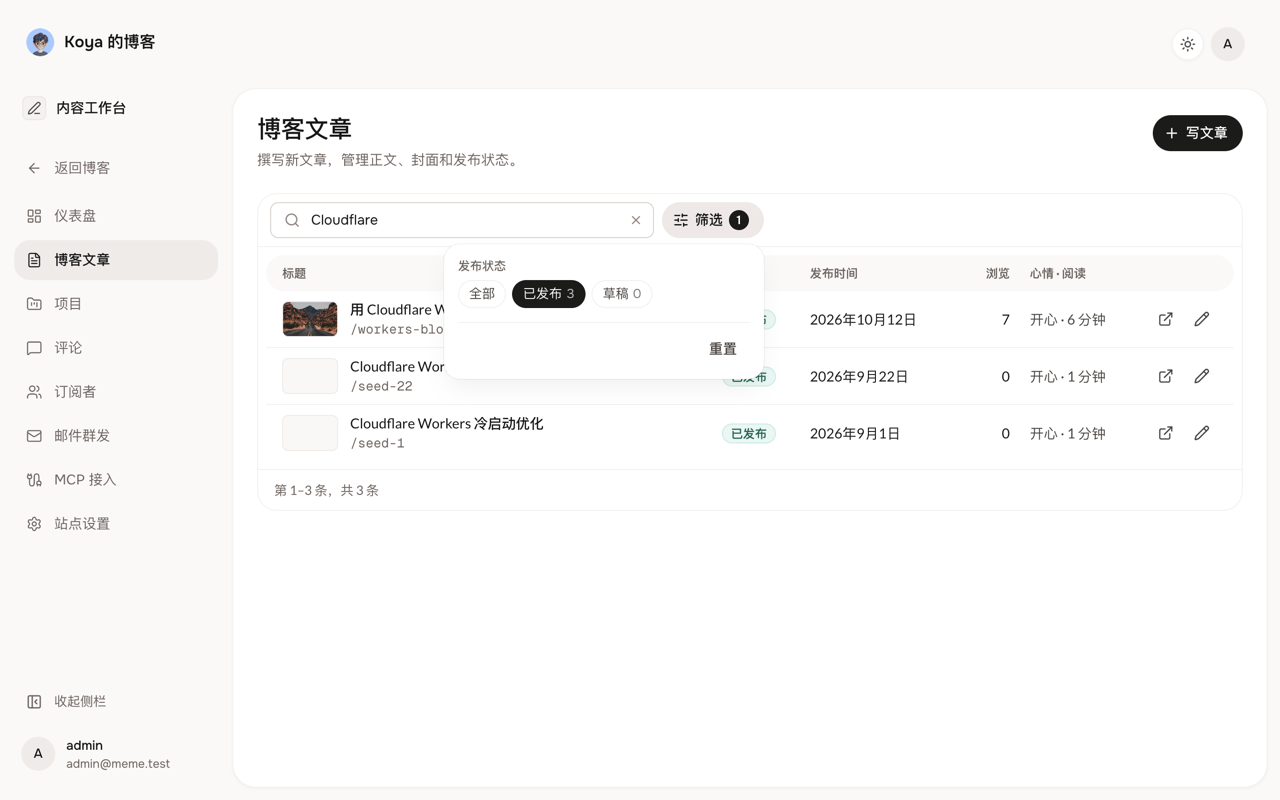 Koya 的博客
A
内容工作台
返回博客
仪表盘
博客文章
项目
评论
订阅者
邮件群发
MCP 接入
站点设置
收起侧栏
A
admin
admin@meme.test
博客文章
撰写新文章，管理正文、封面和发布状态。
写文章
Cloudflare
筛选 1
发布状态
全部 已发布 3 草稿 0
重置
标题 发布时间 浏览 心情 · 阅读
用 Cloudflare W 2026年10月12日 7 开心 · 6 分钟
/workers-blo
Cloudflare Wor 已发布 2026年9月22日 0 开心 · 1 分钟
/seed-22
Cloudflare Workers 冷启动优化 已发布 2026年9月1日 0 开心 · 1 分钟
/seed-1
第 1–3 条，共 3 条